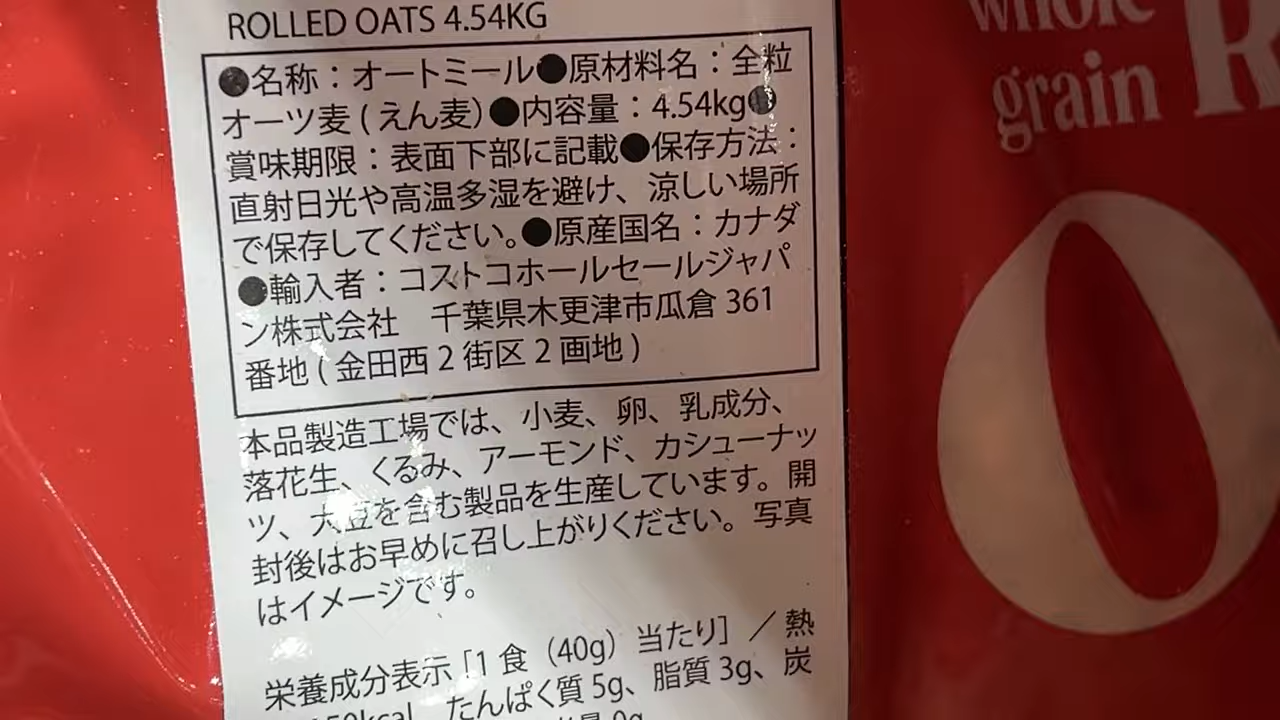 ROLLED OATS 4.54KG
●名称：オートミール●原材料名：全粒
オーツ麦（えん麦）●内容量：4.54kg●
賞味期限：表面下部に記載●保存方法：
直射日光や高温多湿を避け、涼しい場所
で保存してください。●原産国名：カナダ
●輸入者：コストコホールセールジャパ
ン株式会社　千葉県木更津市瓜倉 361
番地（金田西 2 街区 2 画地）
本品製造工場では、小麦、卵、乳成分、
落花生、くるみ、アーモンド、カシューナッ
ツ、大豆を含む製品を生産しています。開
封後はお早めに召し上がりください。写真
はイメージです。
栄養成分表示［1 食（40g）当たり］／熱
たんぱく質 5g、脂質 3g、炭
whole
grain